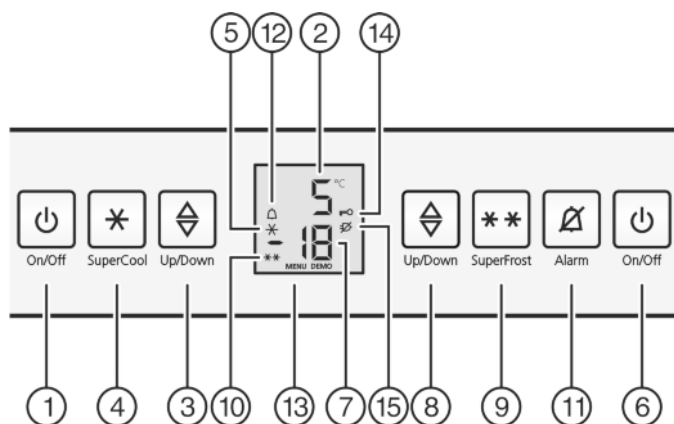 5 12 2 14
5 °C
18
** MENU DEMO
On/Off SuperCool Up/Down Up/Down SuperFrost Alarm On/Off
1 4 3 10 13 7 15 8 9 11 6